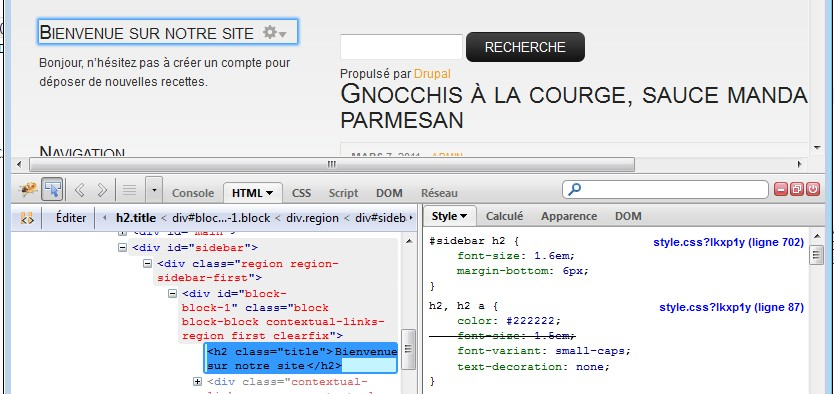 Bienvenue sur notre site
Bonjour, n'hésitez pas à créer un compte pour
déposer de nouvelles recettes.
Navigation
RECHERCHE
Propulsé par Drupal
Gnocchis à la courge, sauce manda
parmesan
MARS 7, 2011 ADMIN
Console HTML CSS Script DOM Réseau
Éditer h2.title < div#bloc...-1.block < div.region < div#sideb
<div id="main">
<div id="sidebar">
<div class="region region-
sidebar-first">
<div id="block-
block-1" class="block
block-block contextual-links-
region first clearfix">
<h2 class="title">Bienvenue
sur notre site</h2>
<div class="contextual-
Style Calculé Apparence DOM
#sidebar h2 { style.css?lkxp1y (ligne 702)
font-size: 1.6em;
margin-bottom: 6px;
}
h2, h2 a { style.css?lkxp1y (ligne 87)
color: #222222;
font-size: 1.5em;
font-variant: small-caps;
text-decoration: none;
}